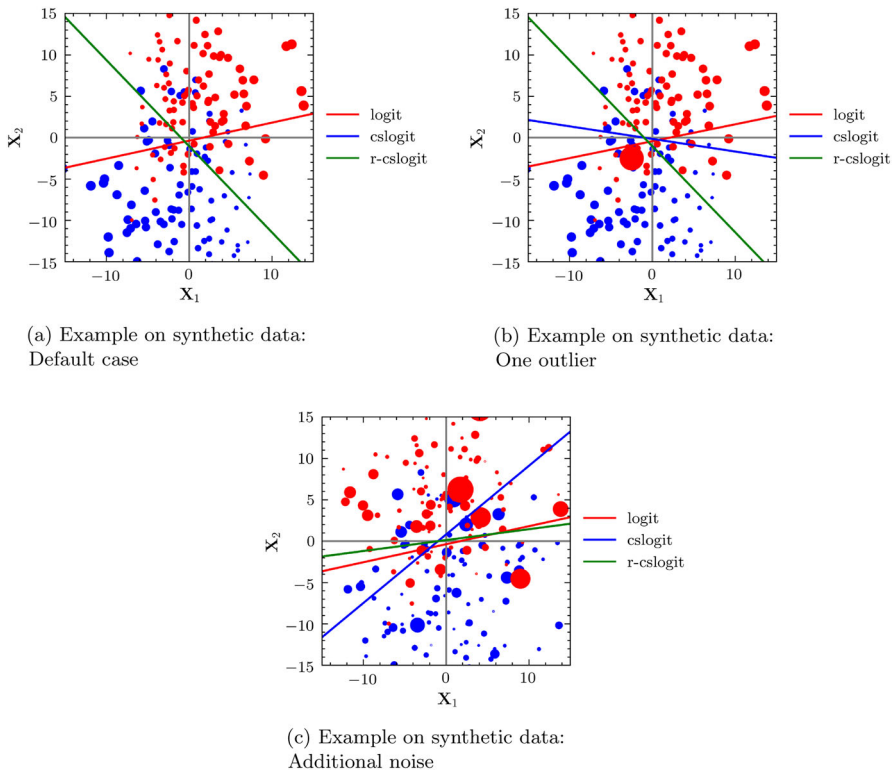 15
10
5
0
−5
−10
−15
−10
0
10
X2
X1
logit
cslogit
r-cslogit
(a) Example on synthetic data:
Default case
15
10
5
0
−5
−10
−15
−10
0
10
X2
X1
logit
cslogit
r-cslogit
(b) Example on synthetic data:
One outlier
15
10
5
0
−5
−10
−15
−10
0
10
X2
X1
logit
cslogit
r-cslogit
(c) Example on synthetic data:
Additional noise